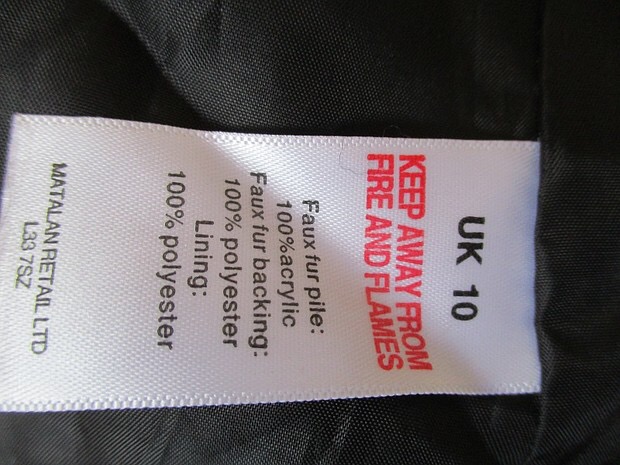 UK 10
KEEP AWAY FROM
FIRE AND FLAMES
Faux fur pile:
100%acrylic
Faux fur backing:
100% polyester
Lining:
100% polyester
MATALAN RETAIL LTD
L33 7SZ